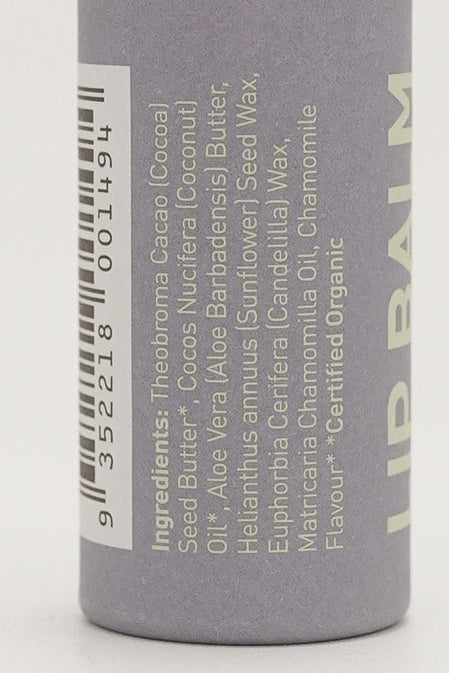 9 352218 001494
Ingredients: Theobroma Cacao (Cocoa)
Seed Butter*, Cocos Nucifera (Coconut)
Oil*, Aloe Vera (Aloe Barbadensis) Butter,
Helianthus annuus (Sunflower) Seed Wax,
Euphorbia Cerifera (Candelilla) Wax,
Matricaria Chamomilla Oil, Chamomile
Flavour* *Certified Organic
LIP BALM